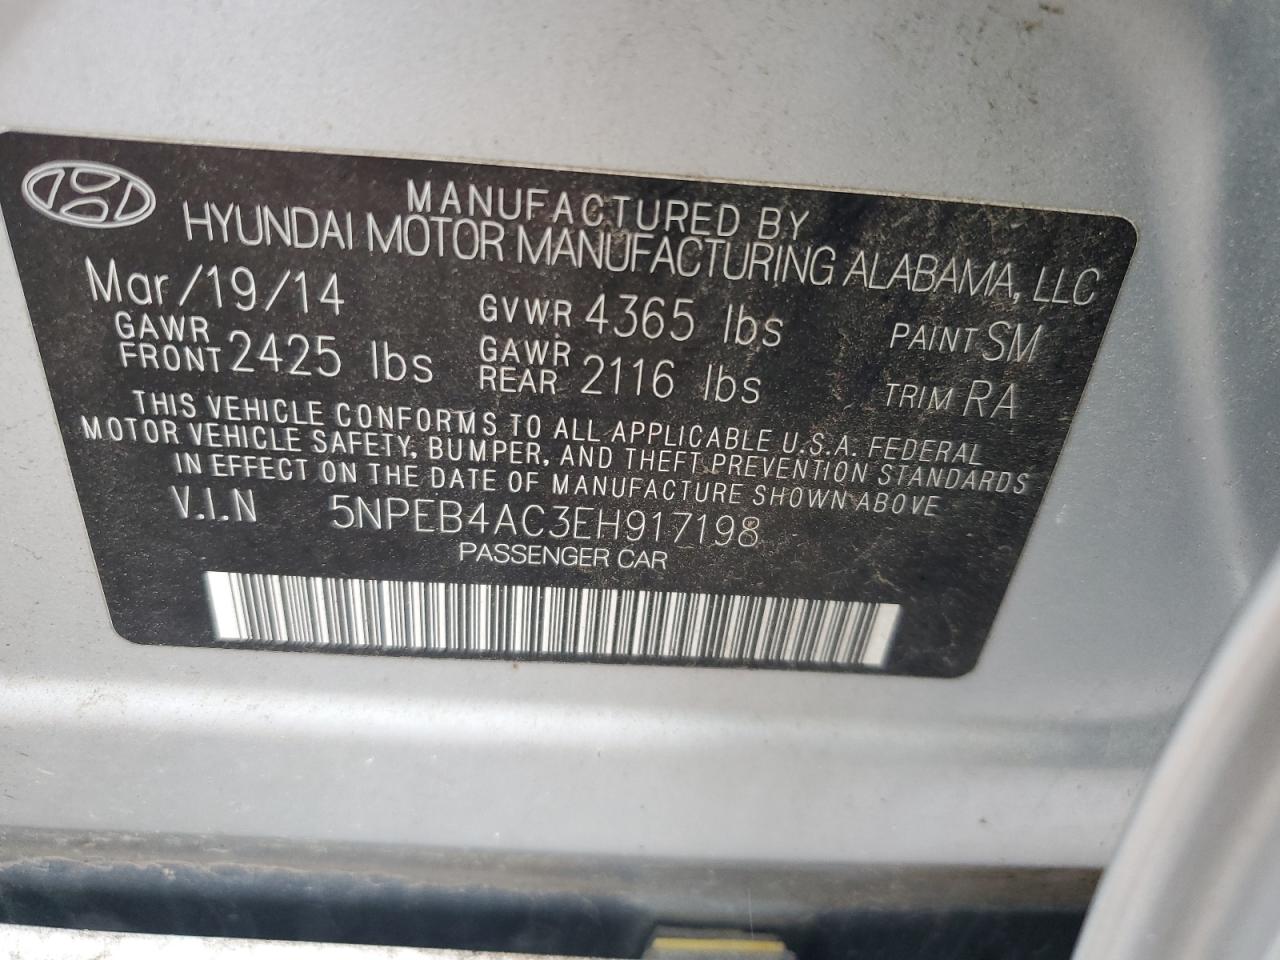 MANUFACTURED BY
HYUNDAI MOTOR MANUFACTURING ALABAMA, LLC
Mar/19/14 GVWR 4365 lbs PAINT SM
GAWR FRONT 2425 lbs GAWR REAR 2116 lbs TRIM RA
THIS VEHICLE CONFORMS TO ALL APPLICABLE U.S.A. FEDERAL
MOTOR VEHICLE SAFETY, BUMPER, AND THEFT PREVENTION STANDARDS
IN EFFECT ON THE DATE OF MANUFACTURE SHOWN ABOVE
V.I.N 5NPEB4AC3EH917198
PASSENGER CAR